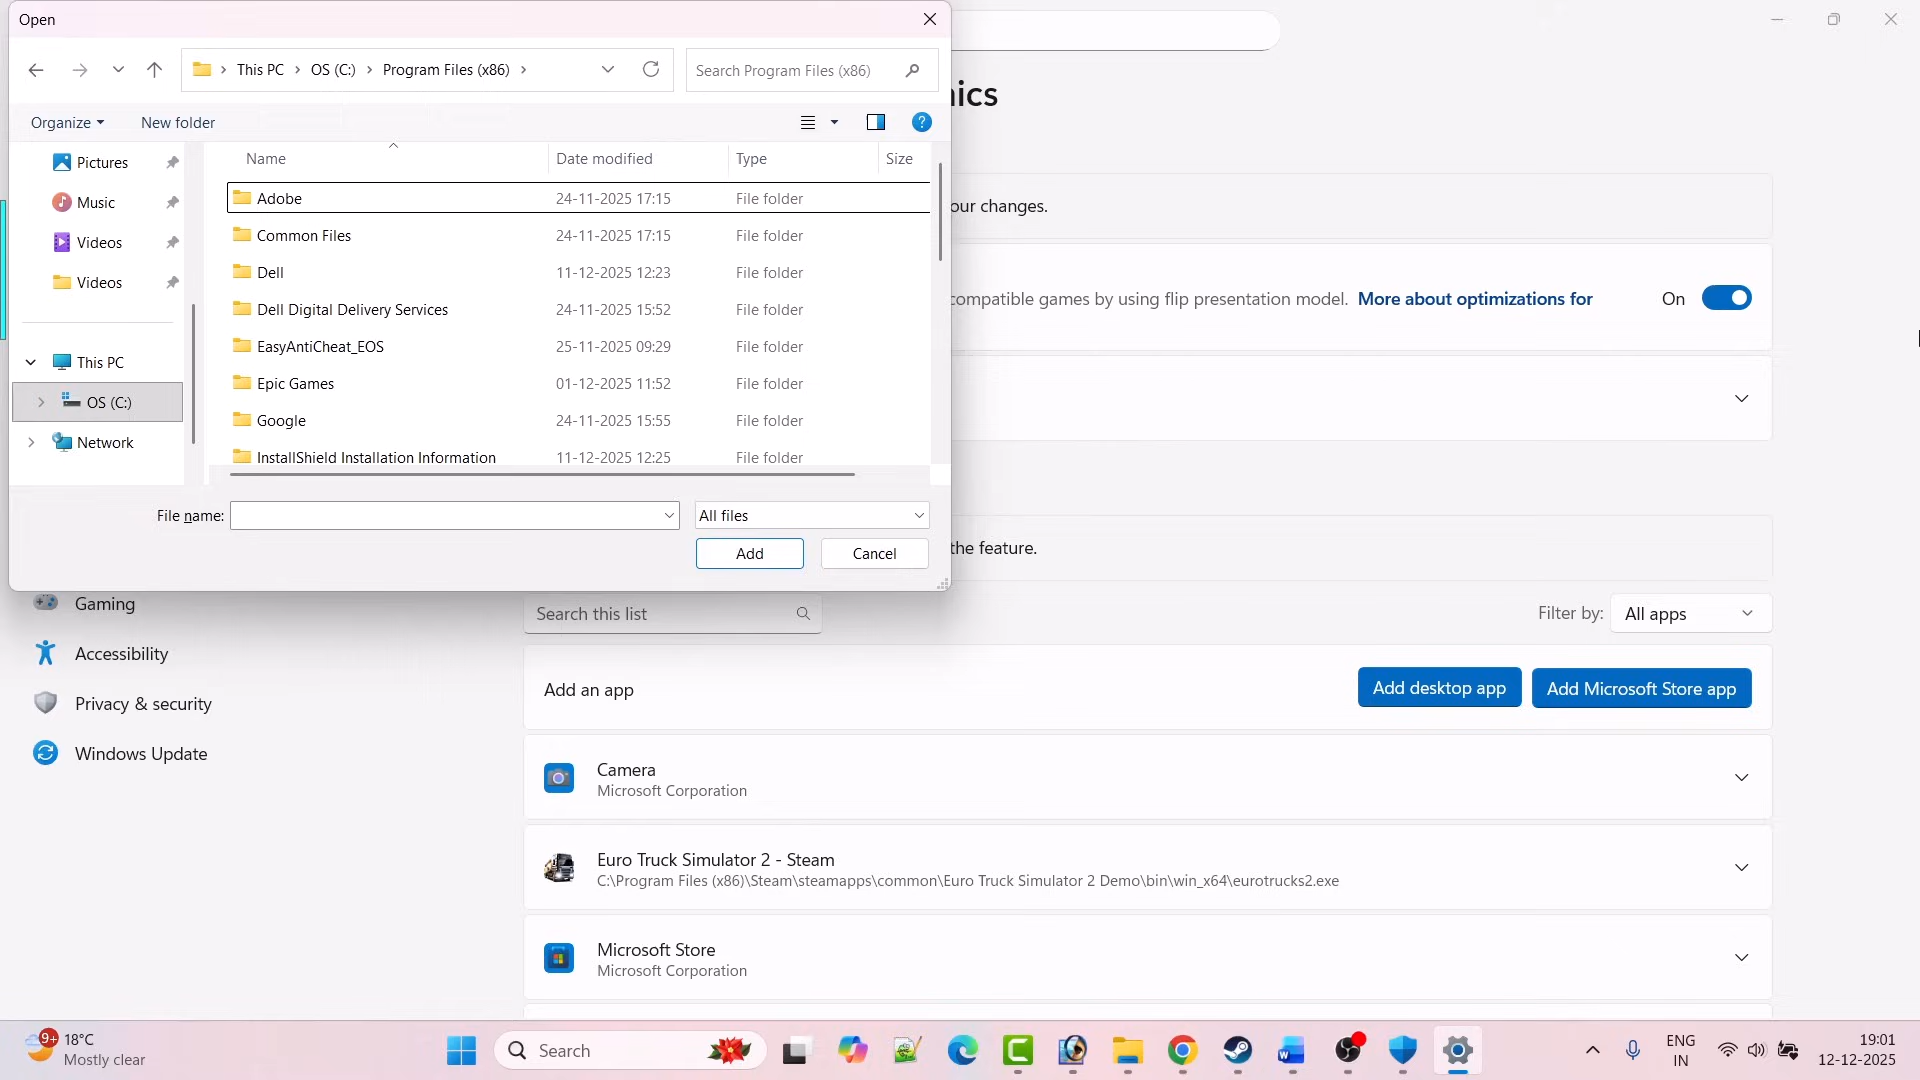 Open
This PC > OS (C:) > Program Files (x86) >
Search Program Files (x86)
Organize
New folder
Name
Date modified
Type
Size
Pictures
Music
Videos
Videos
This PC
OS (C:)
Network
Adobe 24-11-2025 17:15 File folder
Common Files 24-11-2025 17:15 File folder
Dell 11-12-2025 12:23 File folder
Dell Digital Delivery Services 24-11-2025 15:52 File folder
EasyAntiCheat_EOS 25-11-2025 09:29 File folder
Epic Games 01-12-2025 11:52 File folder
Google 24-11-2025 15:55 File folder
InstallShield Installation Information 11-12-2025 12:25 File folder
File name:
All files
Add
Cancel
ics
our changes.
compatible games by using flip presentation model. More about optimizations for
On
the feature.
Gaming
Accessibility
Privacy & security
Windows Update
Search this list
Filter by: All apps
Add an app
Add desktop app
Add Microsoft Store app
Camera
Microsoft Corporation
Euro Truck Simulator 2 - Steam
C:\Program Files (x86)\Steam\steamapps\common\Euro Truck Simulator 2 Demo\bin\win_x64\eurotrucks2.exe
Microsoft Store
Microsoft Corporation
9+
18°C
Mostly clear
Search
ENG
IN
19:01
12-12-2025